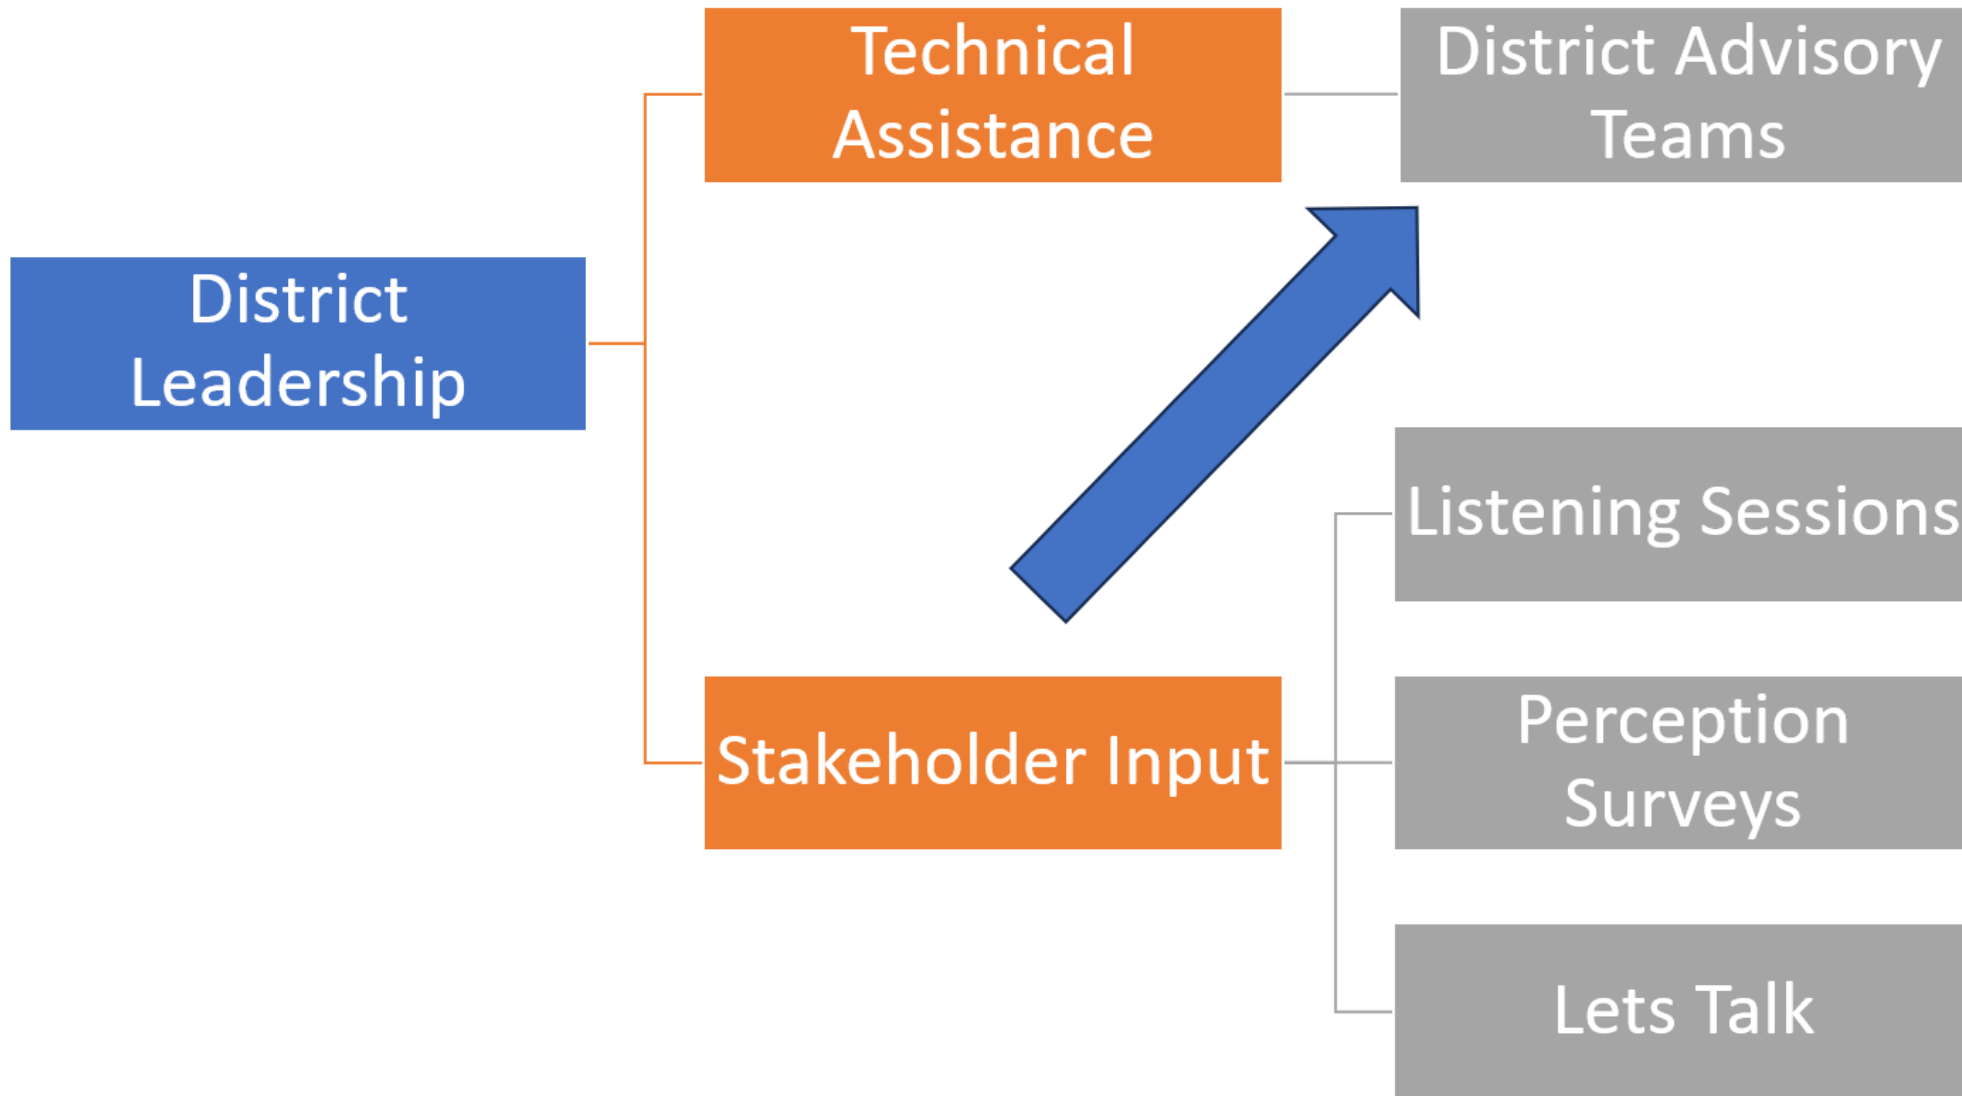 Technical
Assistance
District Advisory
Teams
District
Leadership
Listening Sessions
Stakeholder Input
Perception
Surveys
Lets Talk